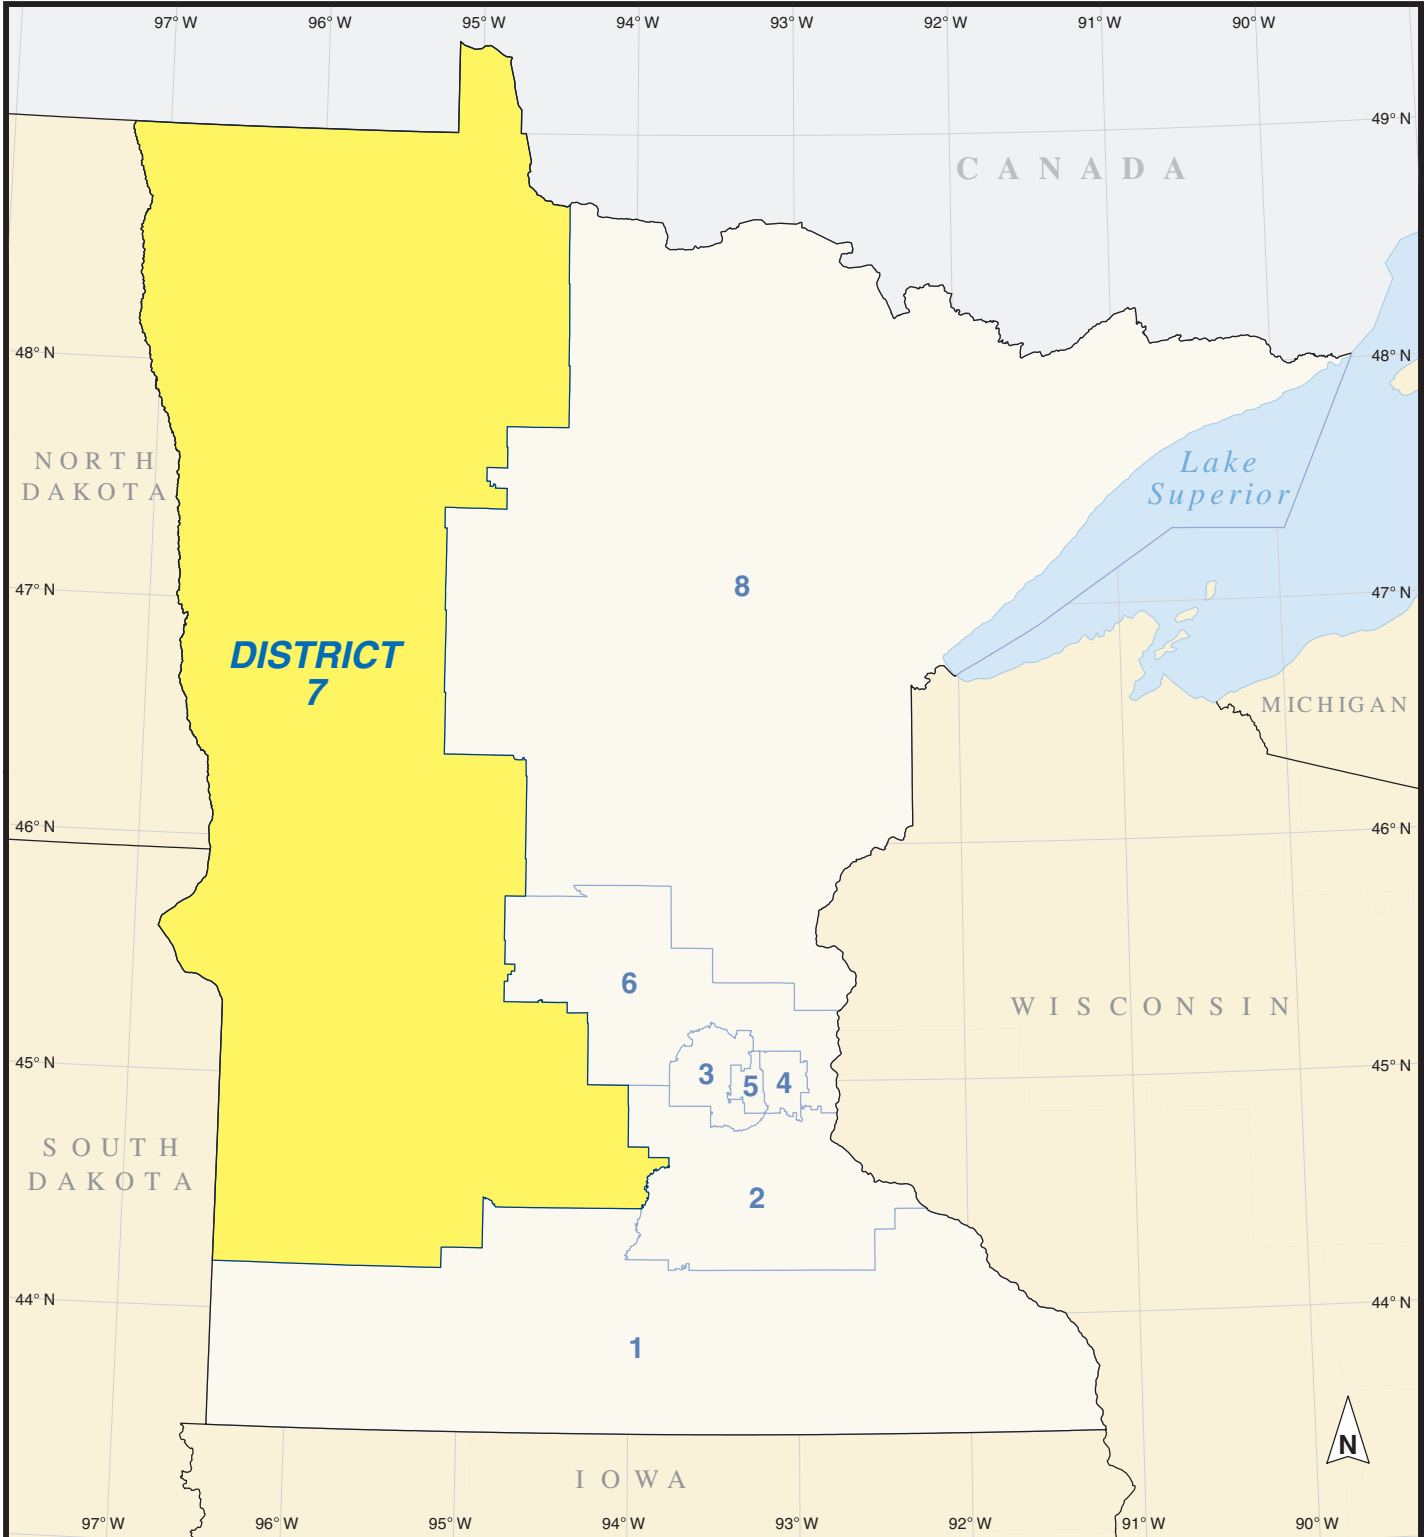 97° W 96° W 95° W 94° W 93° W 92° W 91° W 90° W
49° N
CANADA
48° N 48° N
NORTH
DAKOTA
Lake
Superior
47° N 8 47° N
DISTRICT
7
MICHIGAN
46° N 46° N
6
WISCONSIN
45° N 3 5 4 45° N
SOUTH
DAKOTA
2
44° N 44° N
1
N
IOWA
97° W 96° W 95° W 94° W 93° W 92° W 91° W 90° W